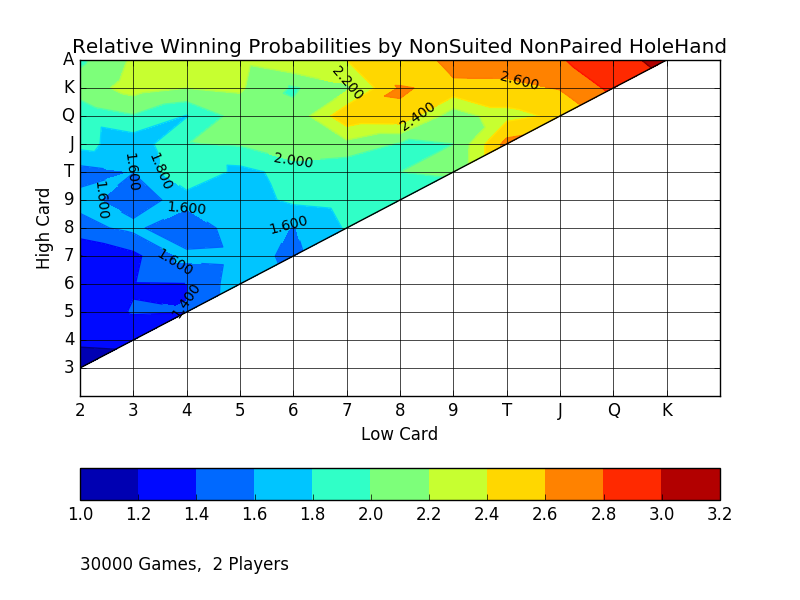 Relative Winning Probabilities by NonSuited NonPaired HoleHand
A
K
Q
J
T
9
8
7
6
5
4
3
High Card
2.200
2.600
2.400
2.000
1.800
1.600
1.600
1.600
1.600
1.600
1.400
2 3 4 5 6 7 8 9 T J Q K
Low Card
1.0 1.2 1.4 1.6 1.8 2.0 2.2 2.4 2.6 2.8 3.0 3.2
30000 Games,  2 Players